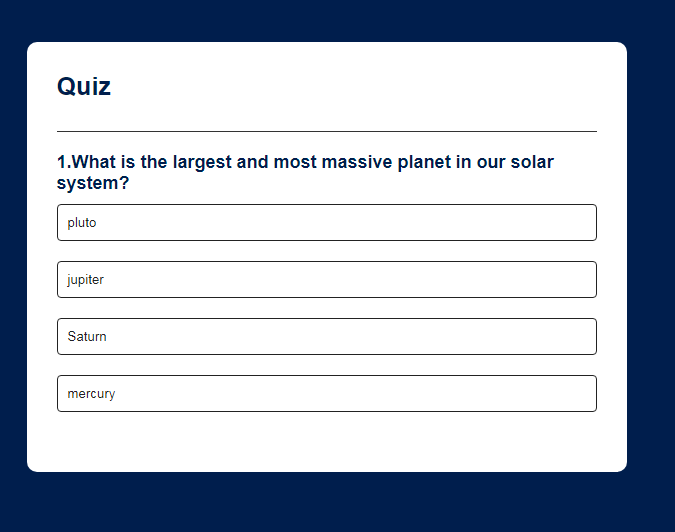 Quiz
1.What is the largest and most massive planet in our solar
system?
pluto
jupiter
Saturn
mercury